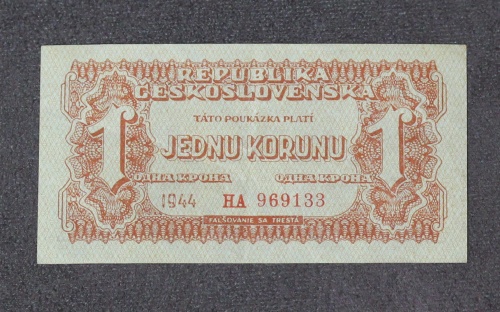 REPUBLIKA
ČESKOSLOVENSKÁ
TÁTO POUKÁZKA PLATÍ
1 JEDNU KORUNU 1
ОДНА КРОНА ОДНА КРОНА
1944 HA 969133
FALŠOVANIE SA TRESTÁ